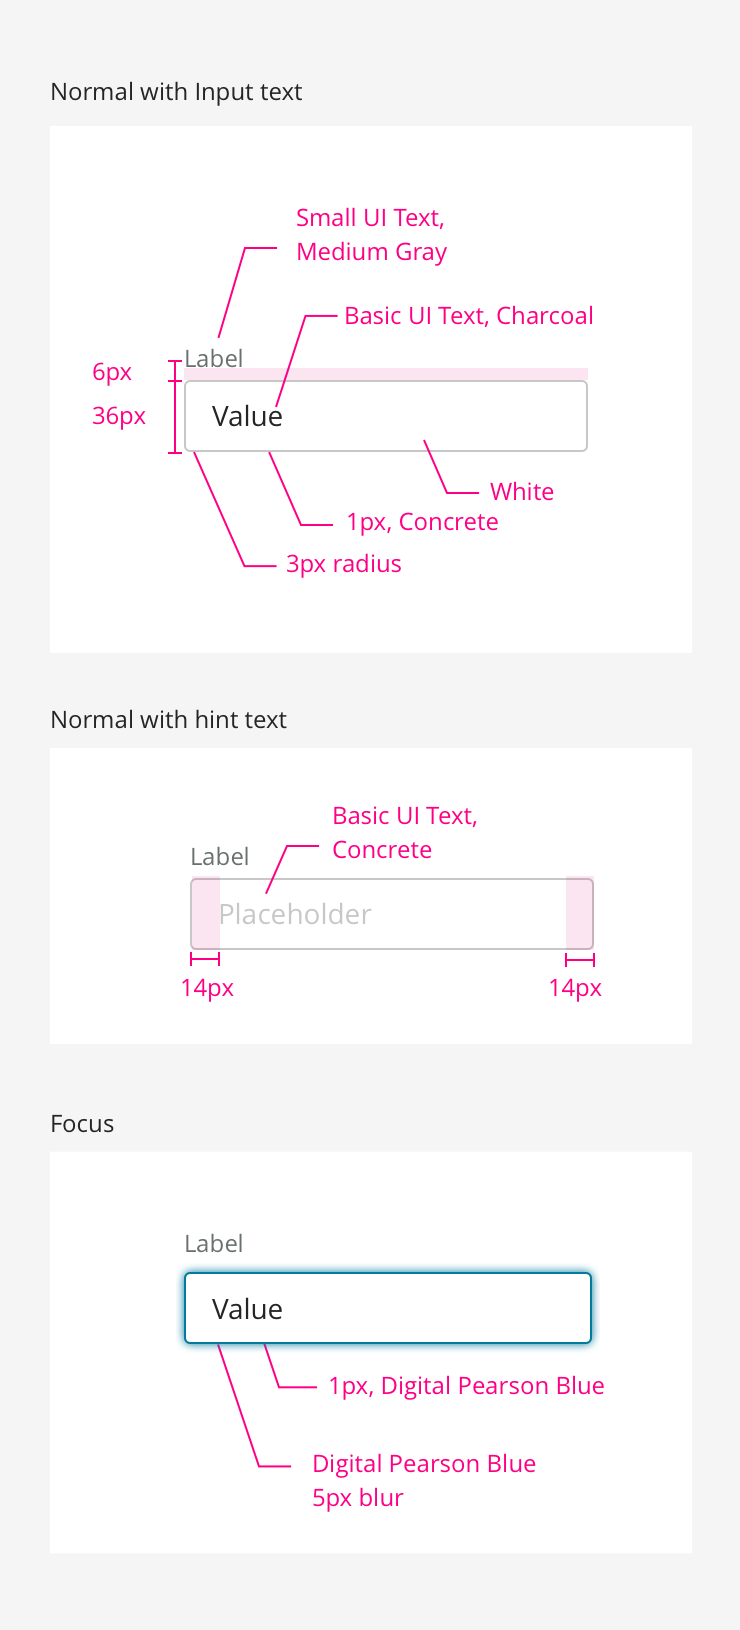 Normal with Input text
Small UI Text,
Medium Gray
Basic UI Text, Charcoal
Label
6px
36px
Value
White
1px, Concrete
3px radius
Normal with hint text
Basic UI Text,
Concrete
Label
Placeholder
14px
14px
Focus
Label
Value
1px, Digital Pearson Blue
Digital Pearson Blue
5px blur